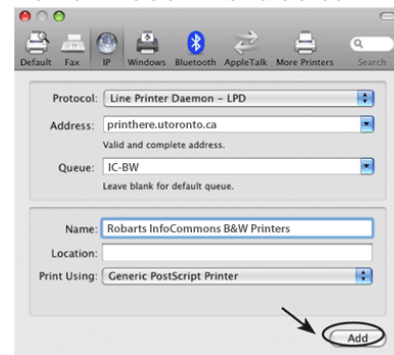 Default Fax IP Windows Bluetooth AppleTalk More Printers Search
Protocol: Line Printer Daemon – LPD
Address: printhere.utoronto.ca
Valid and complete address.
Queue: IC-BW
Leave blank for default queue.
Name: Robarts InfoCommons B&W Printers
Location:
Print Using: Generic PostScript Printer
Add